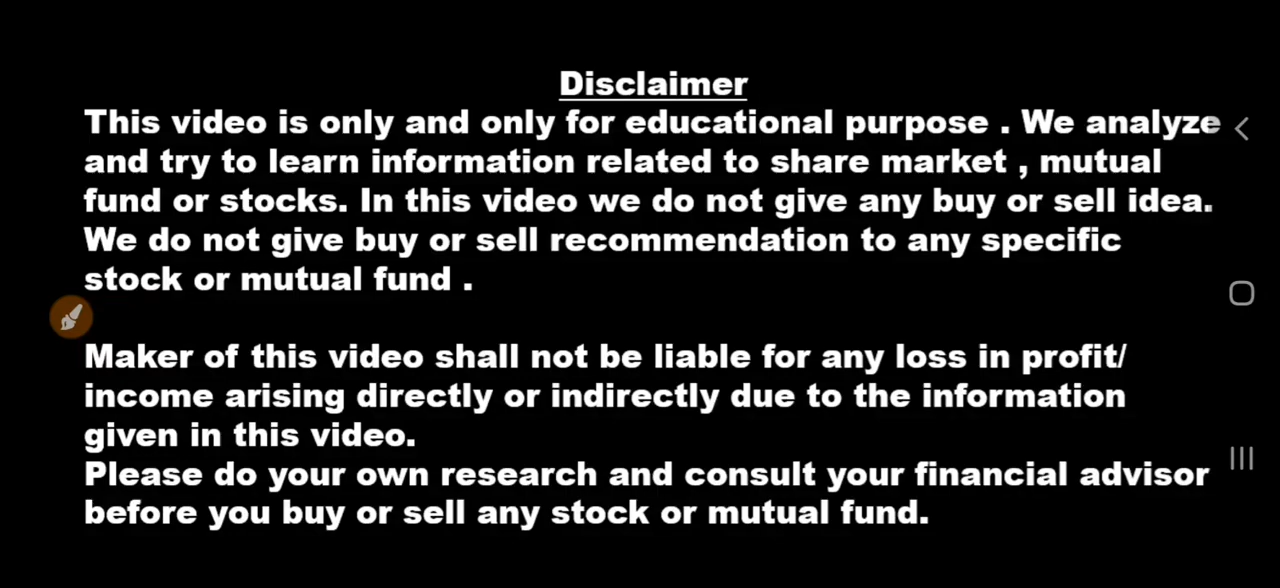 Disclaimer
This video is only and only for educational purpose . We analyze
and try to learn information related to share market , mutual
fund or stocks. In this video we do not give any buy or sell idea.
We do not give buy or sell recommendation to any specific
stock or mutual fund .
Maker of this video shall not be liable for any loss in profit/
income arising directly or indirectly due to the information
given in this video.
Please do your own research and consult your financial advisor
before you buy or sell any stock or mutual fund.